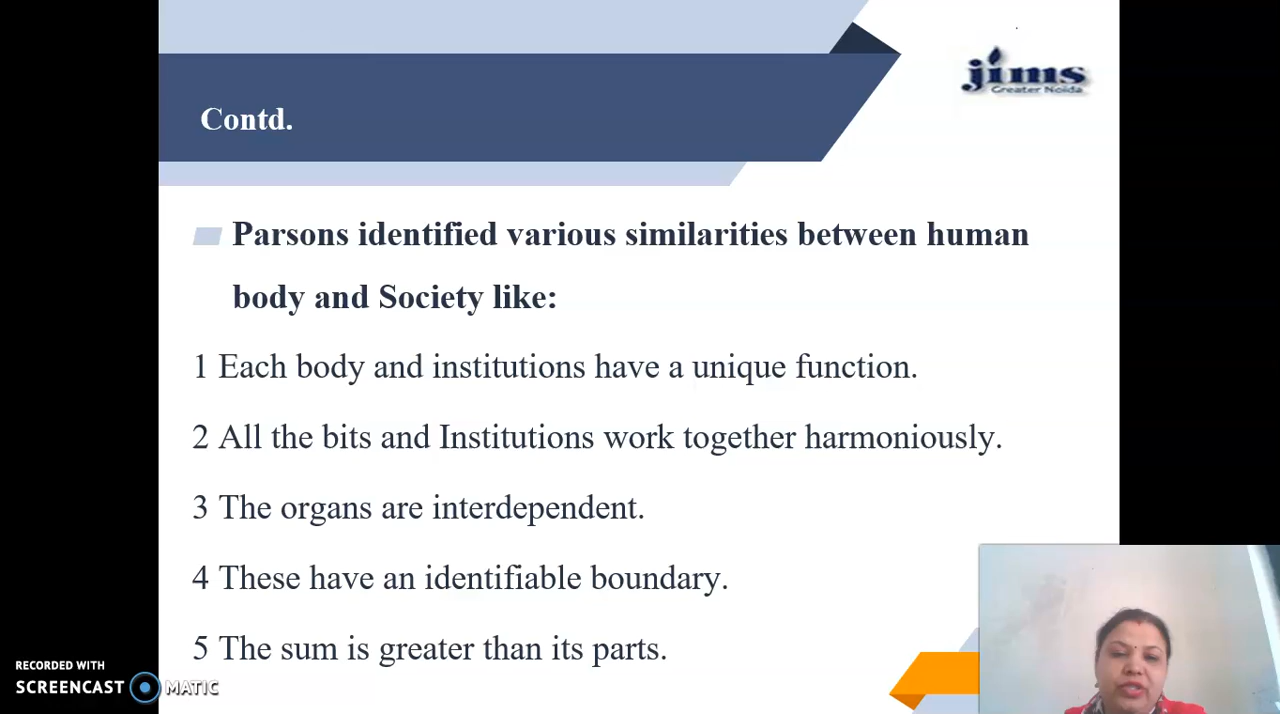 jims
Greater Noida
Contd.
Parsons identified various similarities between human
body and Society like:
1 Each body and institutions have a unique function.
2 All the bits and Institutions work together harmoniously.
3 The organs are interdependent.
4 These have an identifiable boundary.
5 The sum is greater than its parts.
RECORDED WITH
SCREENCAST MATIC